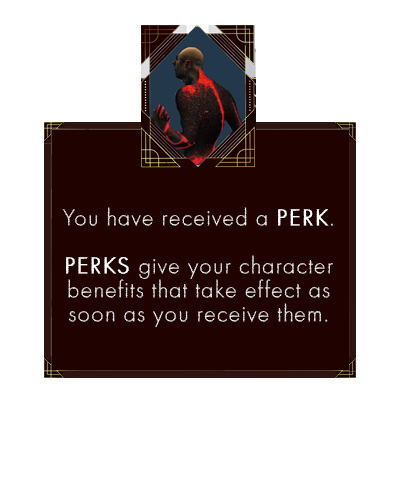 You have received a PERK.
PERKS give your character
benefits that take effect as
soon as you receive them.